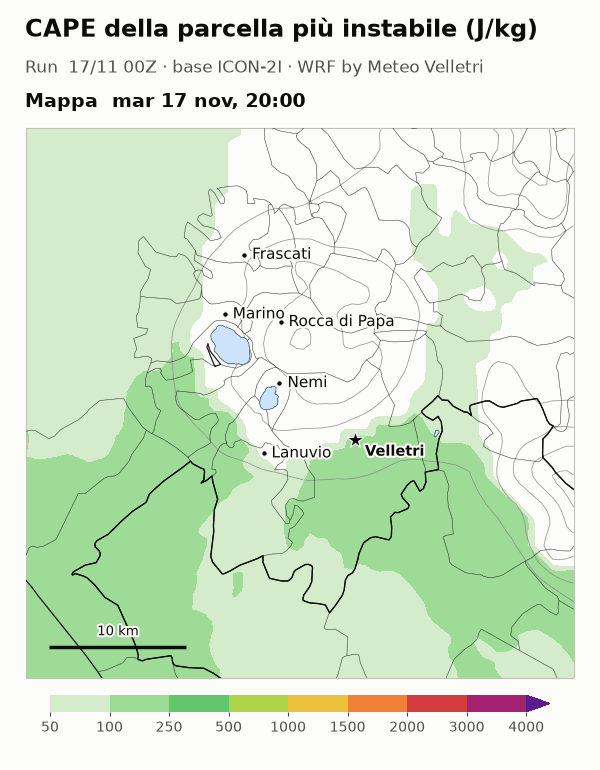 CAPE della parcella più instabile (J/kg)
Run  17/11 00Z · base ICON-2I · WRF by Meteo Velletri
Mappa  mar 17 nov, 20:00
Frascati
Marino
Rocca di Papa
Nemi
Velletri
Lanuvio
10 km
50 100 250 500 1000 1500 2000 3000 4000